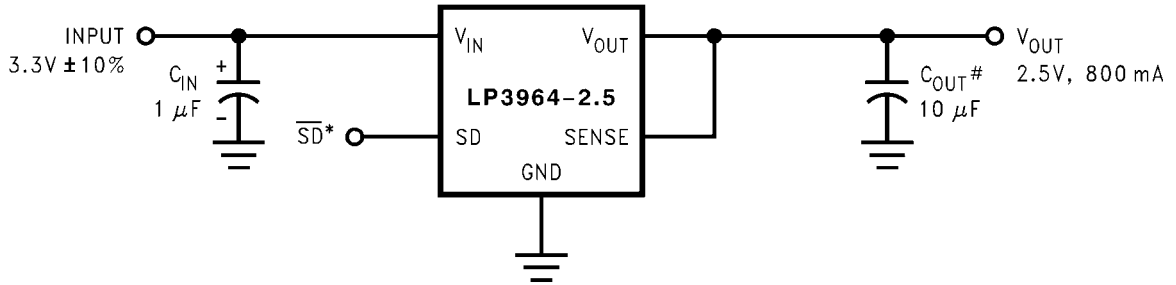 INPUT
3.3V ± 10%
C_IN
1 μF
+
-
V_IN
V_OUT
LP3964-2.5
SD
SENSE
GND
S̅D̅*
C_OUT#
10 μF
V_OUT
2.5V, 800 mA